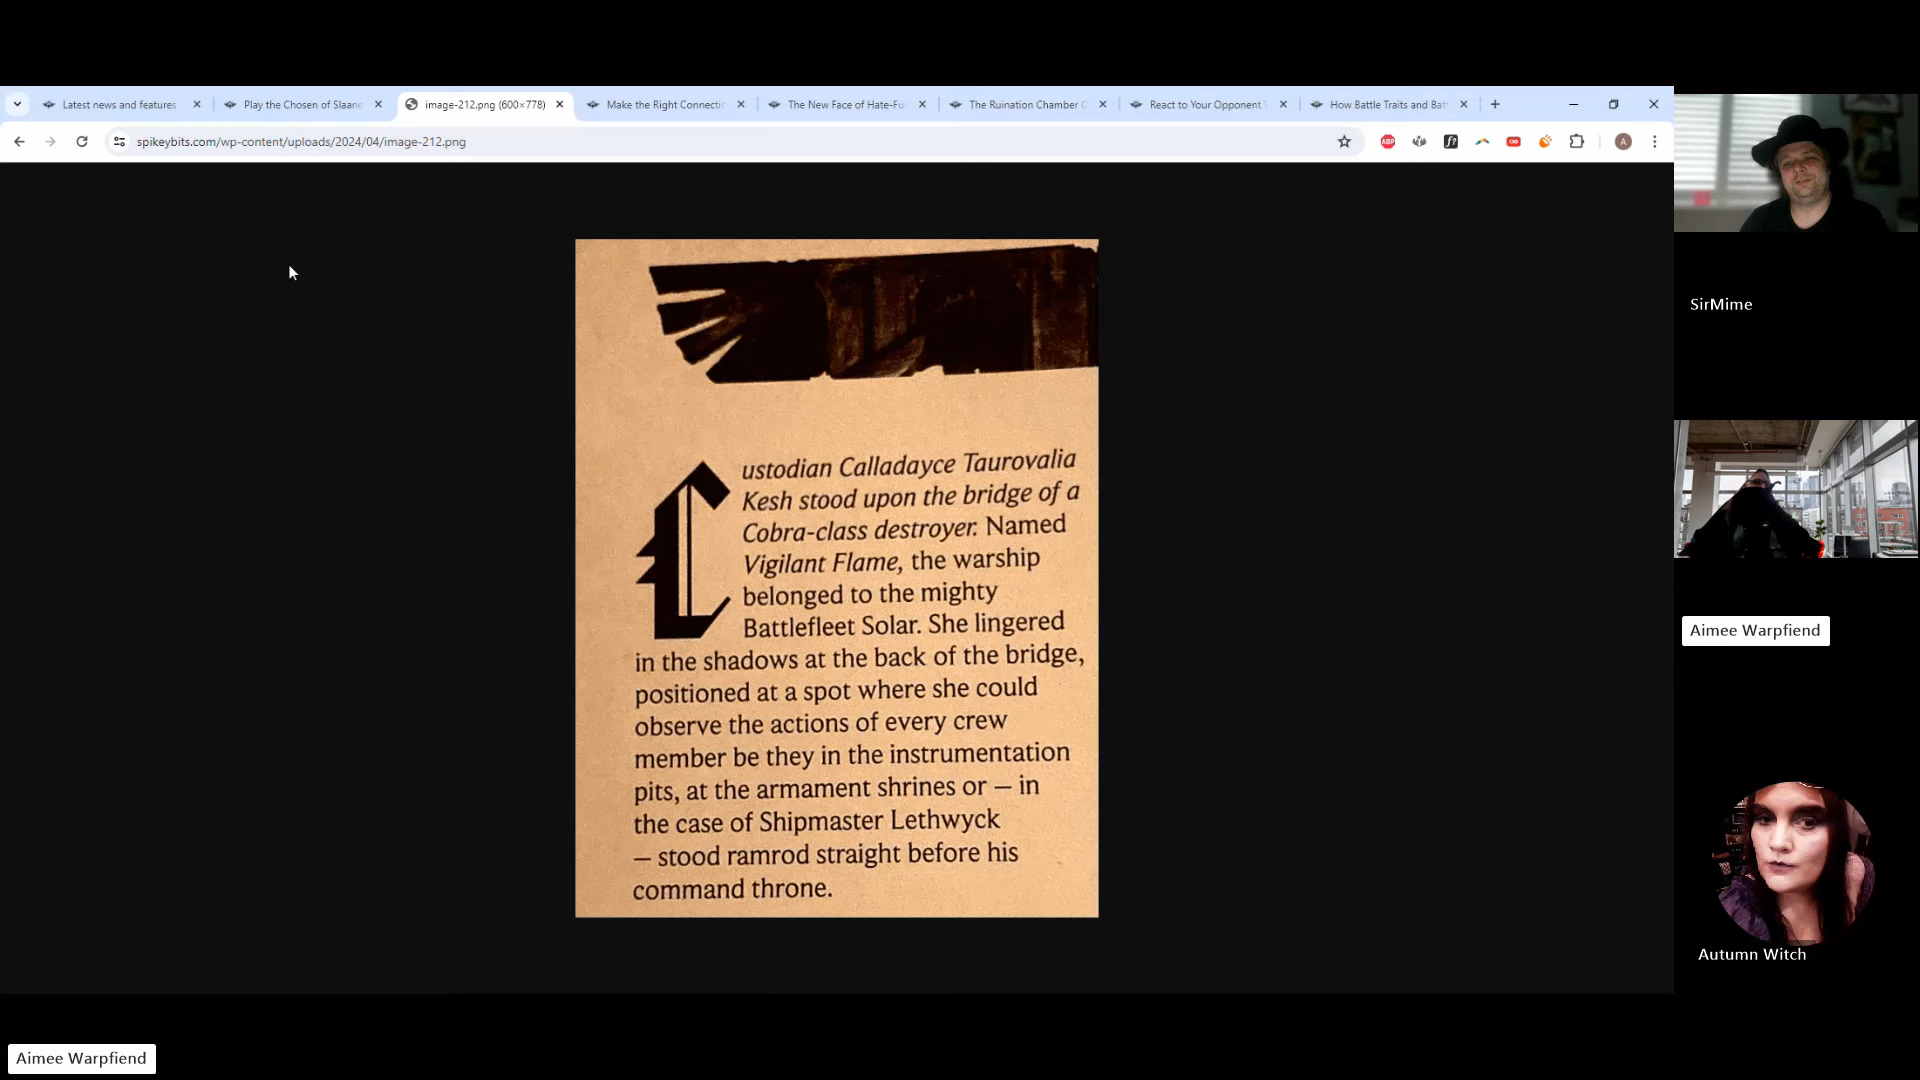 Latest news and features
Play the Chosen of Slaane
image-212.png (600×778)
Make the Right Connectio
The New Face of Hate-Fu
The Ruination Chamber
React to Your Opponent
How Battle Traits and Bat
spikeybits.com/wp-content/uploads/2024/04/image-212.png
ABP
f?
A
Custodian Calladayce Taurovalia
Kesh stood upon the bridge of a
Cobra-class destroyer. Named
Vigilant Flame, the warship
belonged to the mighty
Battlefleet Solar. She lingered
in the shadows at the back of the bridge,
positioned at a spot where she could
observe the actions of every crew
member be they in the instrumentation
pits, at the armament shrines or — in
the case of Shipmaster Lethwyck
— stood ramrod straight before his
command throne.
SirMime
Aimee Warpfiend
Autumn Witch
Aimee Warpfiend